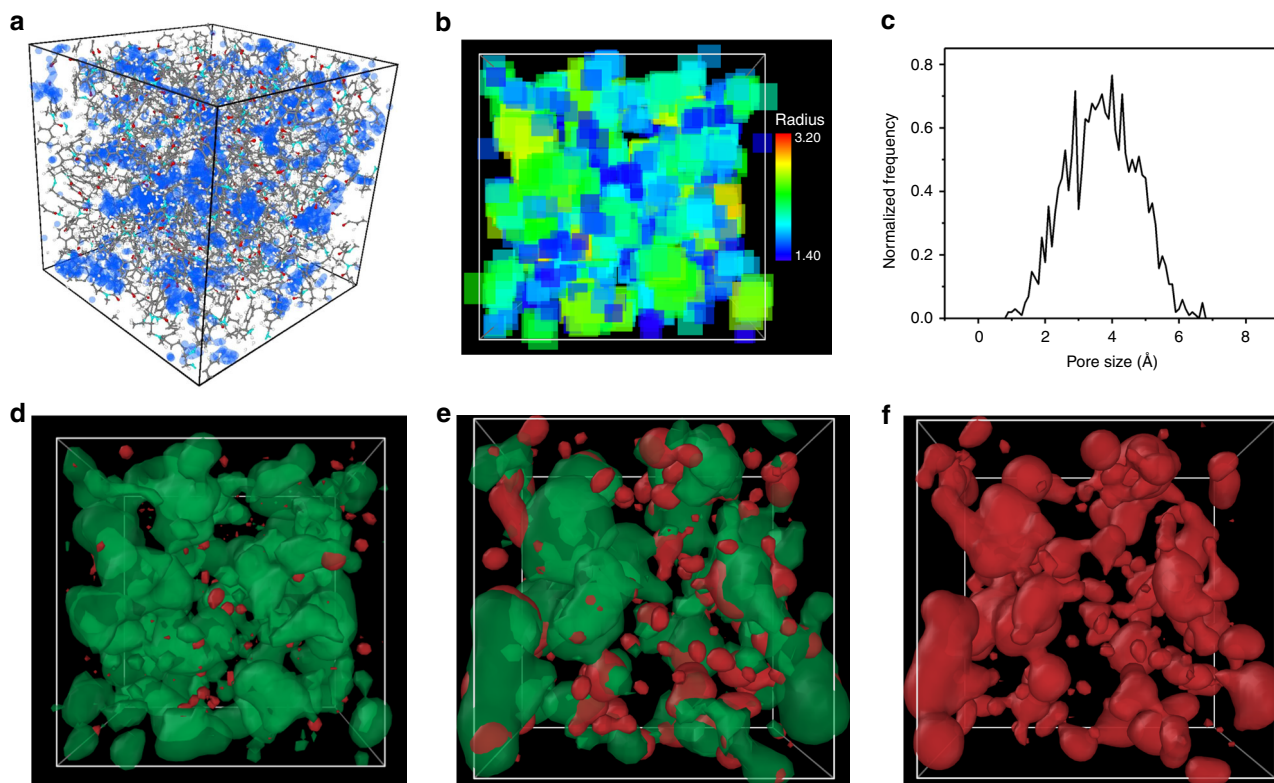 a
b
c
Radius
3.20
1.40
Normalized frequency
0.8
0.6
0.4
0.2
0.0
0 2 4 6 8
Pore size (Å)
d
e
f